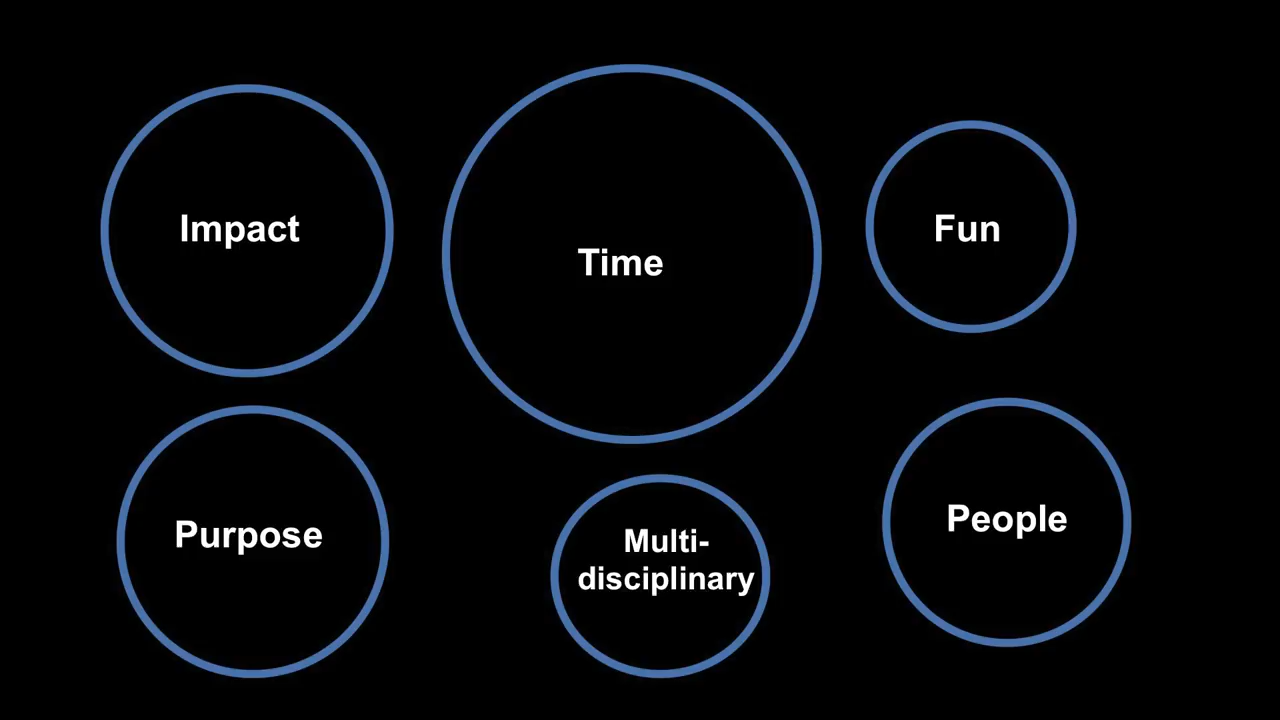 Impact
Time
Fun
Purpose
Multi-
disciplinary
People